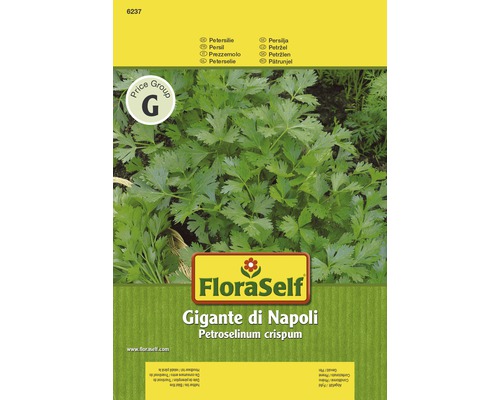 6237
Petersilie
Persil
Prezzemolo
Peterselie
Persilja
Petržel
Petržlen
Pătrunjel
Price Group
G
FloraSelf®
Gigante di Napoli
Petroselinum crispum
www.floraself.com